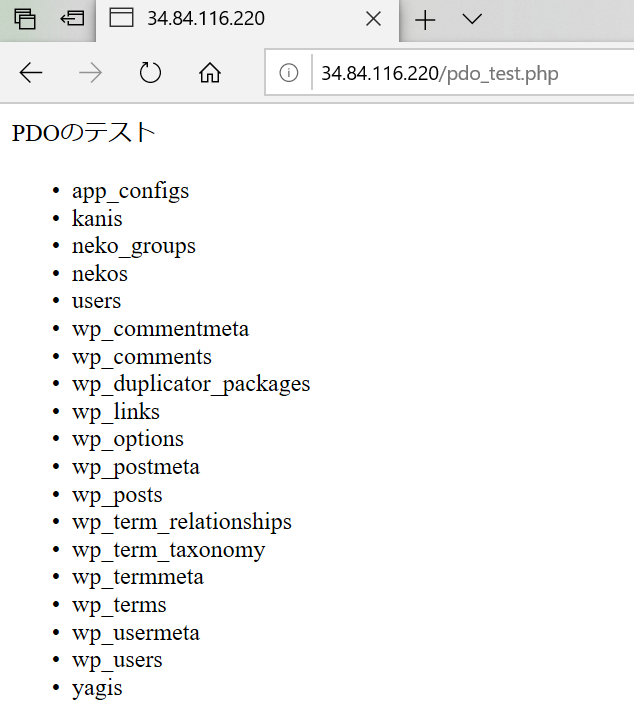 34.84.116.220
34.84.116.220/pdo_test.php
PDOのテスト
• app_configs
• kanis
• neko_groups
• nekos
• users
• wp_commentmeta
• wp_comments
• wp_duplicator_packages
• wp_links
• wp_options
• wp_postmeta
• wp_posts
• wp_term_relationships
• wp_term_taxonomy
• wp_termmeta
• wp_terms
• wp_usermeta
• wp_users
• yagis